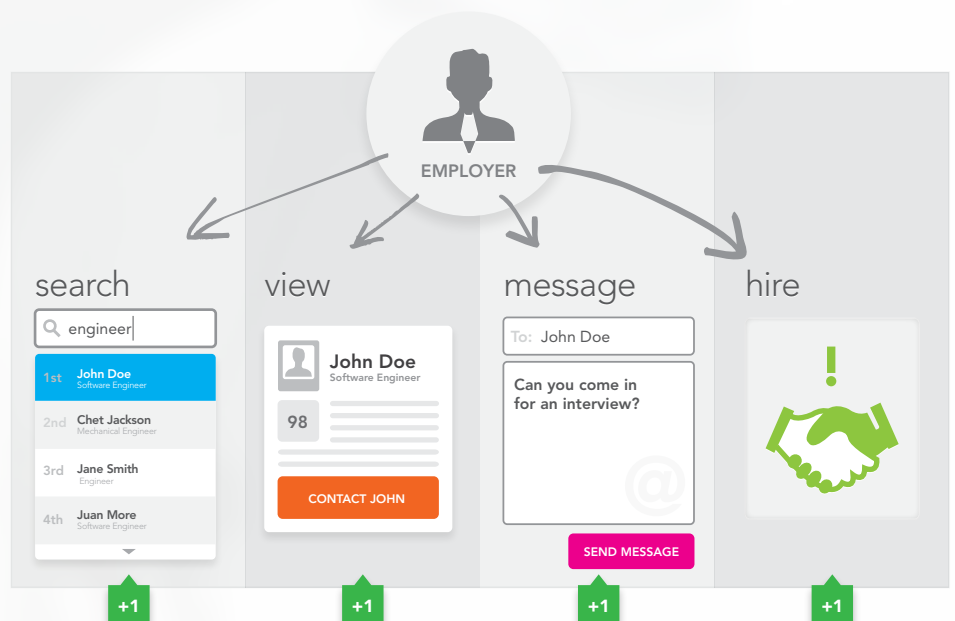 EMPLOYER
search
engineer
1st John Doe
Software Engineer
2nd Chet Jackson
Mechanical Engineer
3rd Jane Smith
Engineer
4th Juan More
Software Engineer
+1
view
John Doe
Software Engineer
98
CONTACT JOHN
+1
message
To: John Doe
Can you come in
for an interview?
@
SEND MESSAGE
+1
hire
!
+1